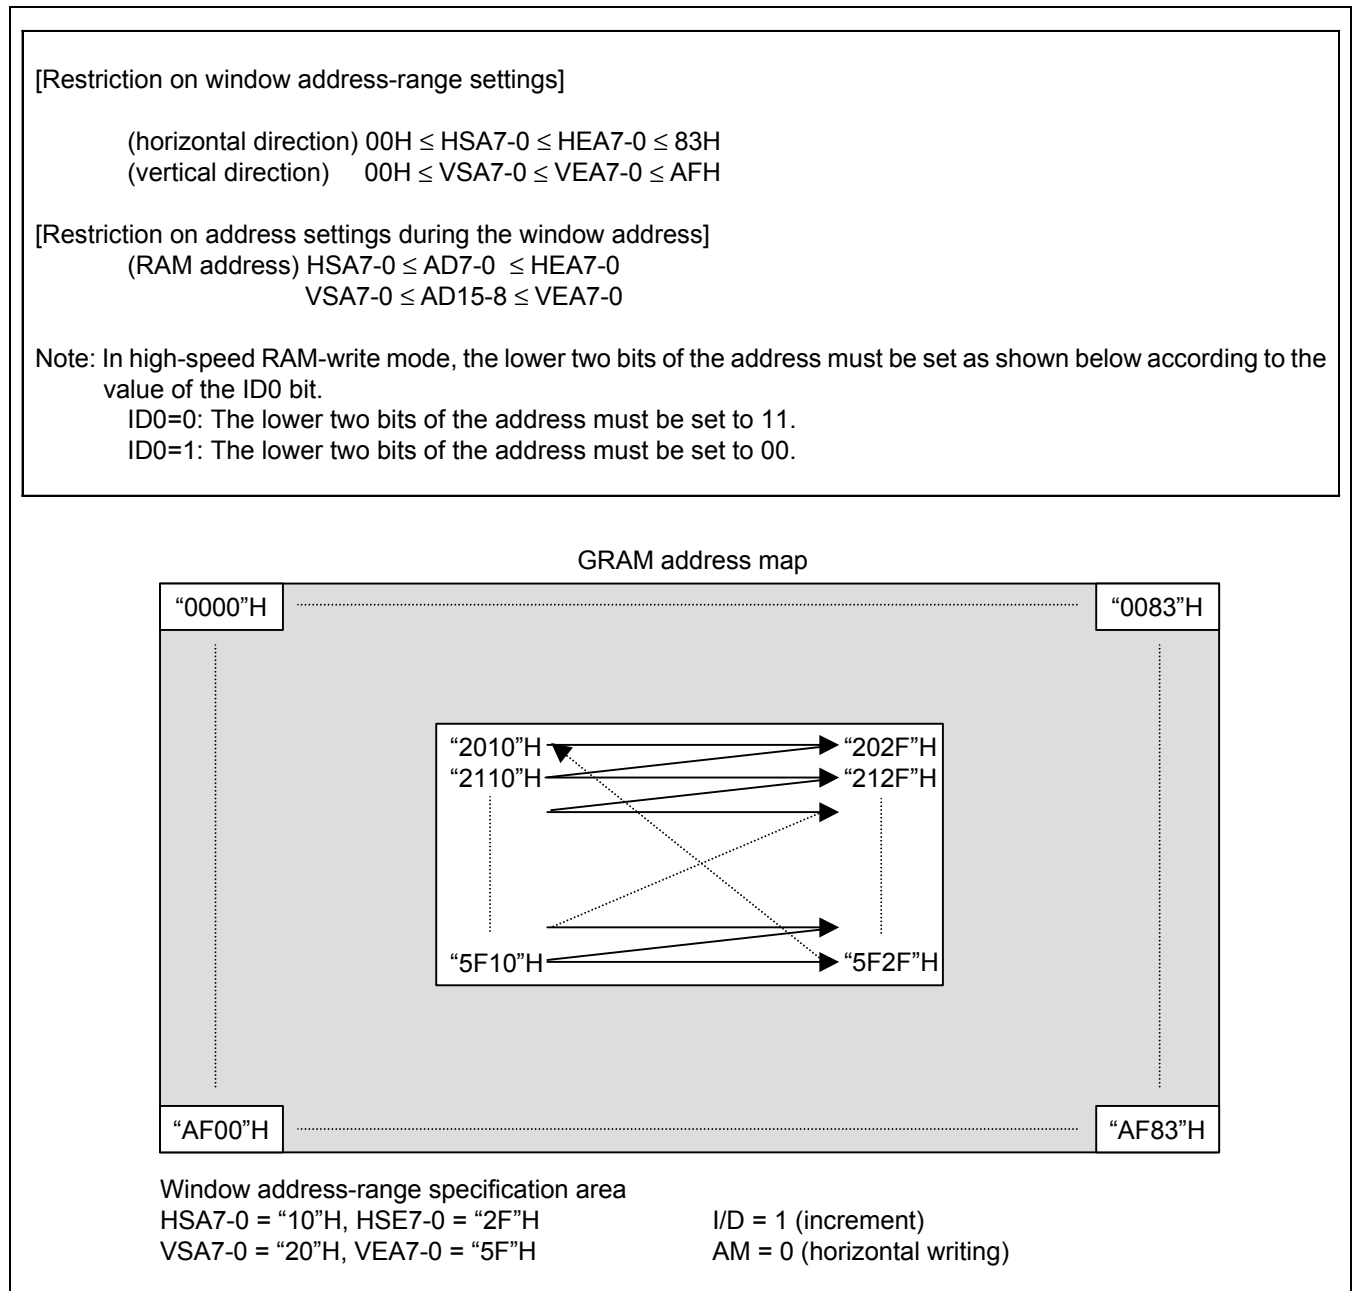 [Restriction on window address-range settings]
(horizontal direction) 00H ≤ HSA7-0 ≤ HEA7-0 ≤ 83H
(vertical direction) 00H ≤ VSA7-0 ≤ VEA7-0 ≤ AFH
[Restriction on address settings during the window address]
(RAM address) HSA7-0 ≤ AD7-0 ≤ HEA7-0
VSA7-0 ≤ AD15-8 ≤ VEA7-0
Note: In high-speed RAM-write mode, the lower two bits of the address must be set as shown below according to the
value of the ID0 bit.
ID0=0: The lower two bits of the address must be set to 11.
ID0=1: The lower two bits of the address must be set to 00.
GRAM address map
“0000”H “0083”H
“2010”H “202F”H
“2110”H “212F”H
“5F10”H “5F2F”H
“AF00”H “AF83”H
Window address-range specification area
HSA7-0 = “10”H, HSE7-0 = “2F”H I/D = 1 (increment)
VSA7-0 = “20”H, VEA7-0 = “5F”H AM = 0 (horizontal writing)